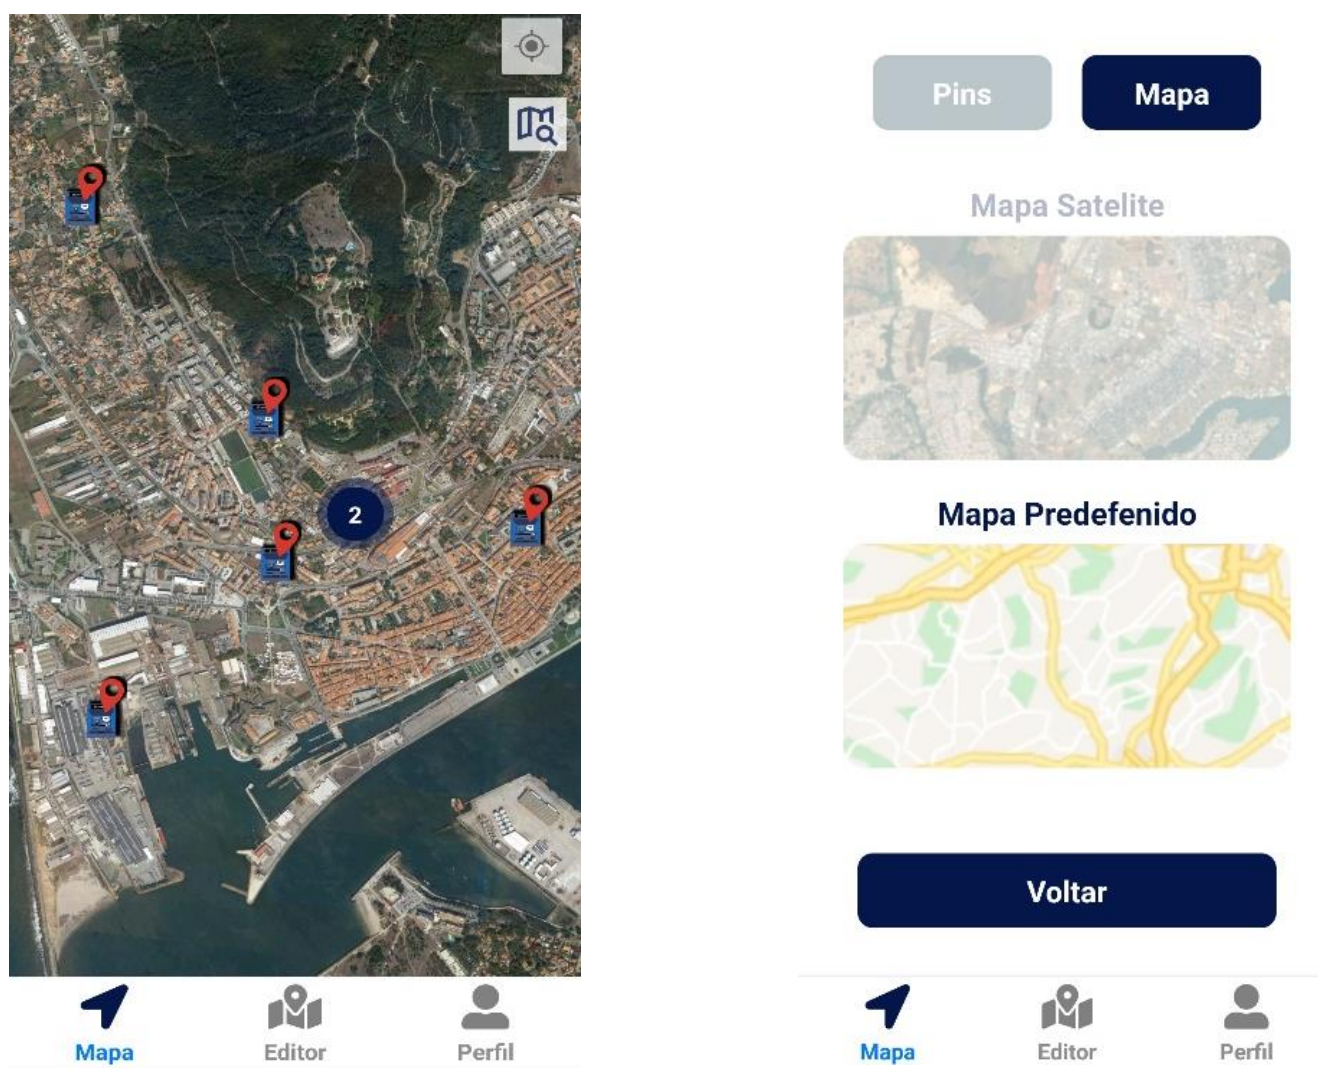 2
Mapa
Editor
Perfil
Pins
Mapa
Mapa Satelite
Mapa Predefenido
Voltar
Mapa
Editor
Perfil